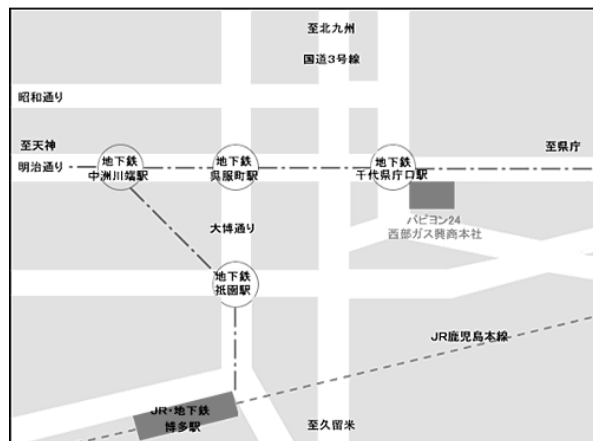 至北九州
国道3号線
昭和通り
至天神
明治通り
地下鉄
中洲川端駅
地下鉄
呉服町駅
地下鉄
千代県庁口駅
至県庁
パピヨン24
西部ガス興商本社
大博通り
地下鉄
祇園駅
JR鹿児島本線
JR・地下鉄
博多駅
至久留米